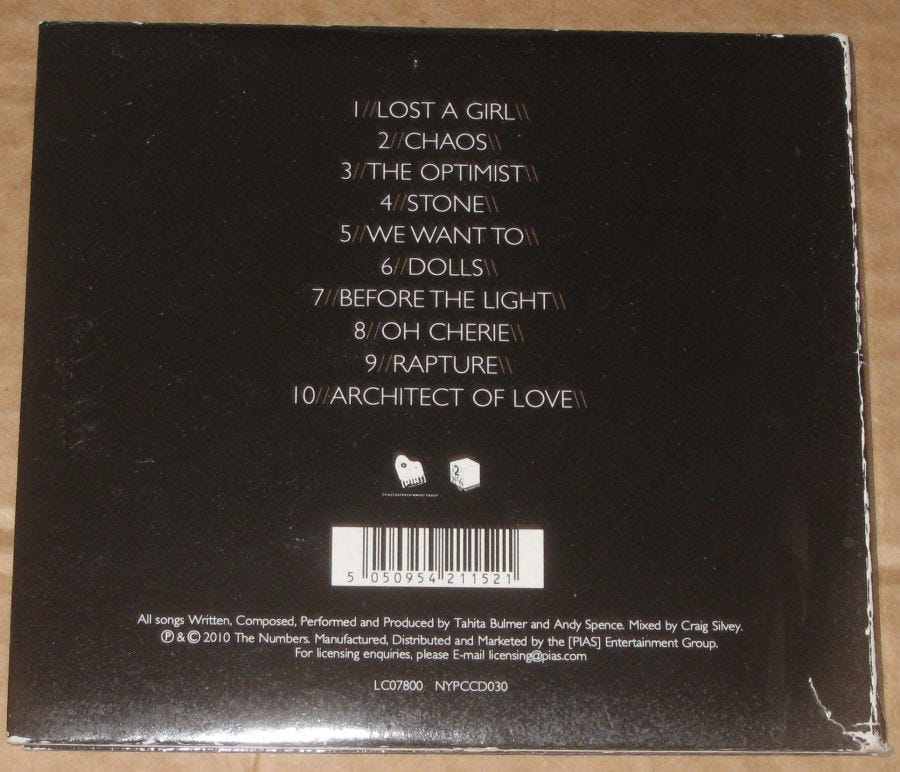 1//LOST A GIRL\\
2//CHAOS\\
3//THE OPTIMIST\\
4//STONE\\
5//WE WANT TO\\
6//DOLLS\\
7//BEFORE THE LIGHT\\
8//OH CHERIE\\
9//RAPTURE\\
10//ARCHITECT OF LOVE\\
[PIAS] ENTERTAINMENT GROUP
5 050954 211521
All songs Written, Composed, Performed and Produced by Tahita Bulmer and Andy Spence. Mixed by Craig Silvey.
℗ & © 2010 The Numbers. Manufactured, Distributed and Marketed by the [PIAS] Entertainment Group.
For licensing enquiries, please E-mail licensing@pias.com
LC07800 NYPCCD030